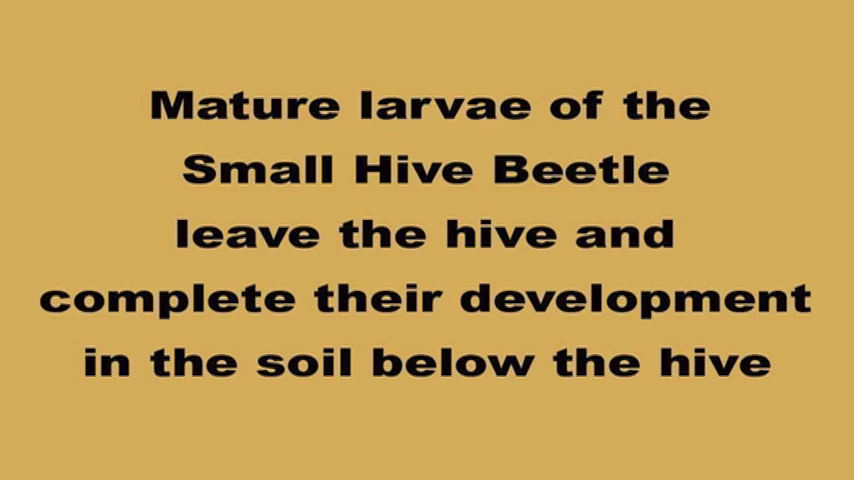 Mature larvae of the
Small Hive Beetle
leave the hive and
complete their development
in the soil below the hive